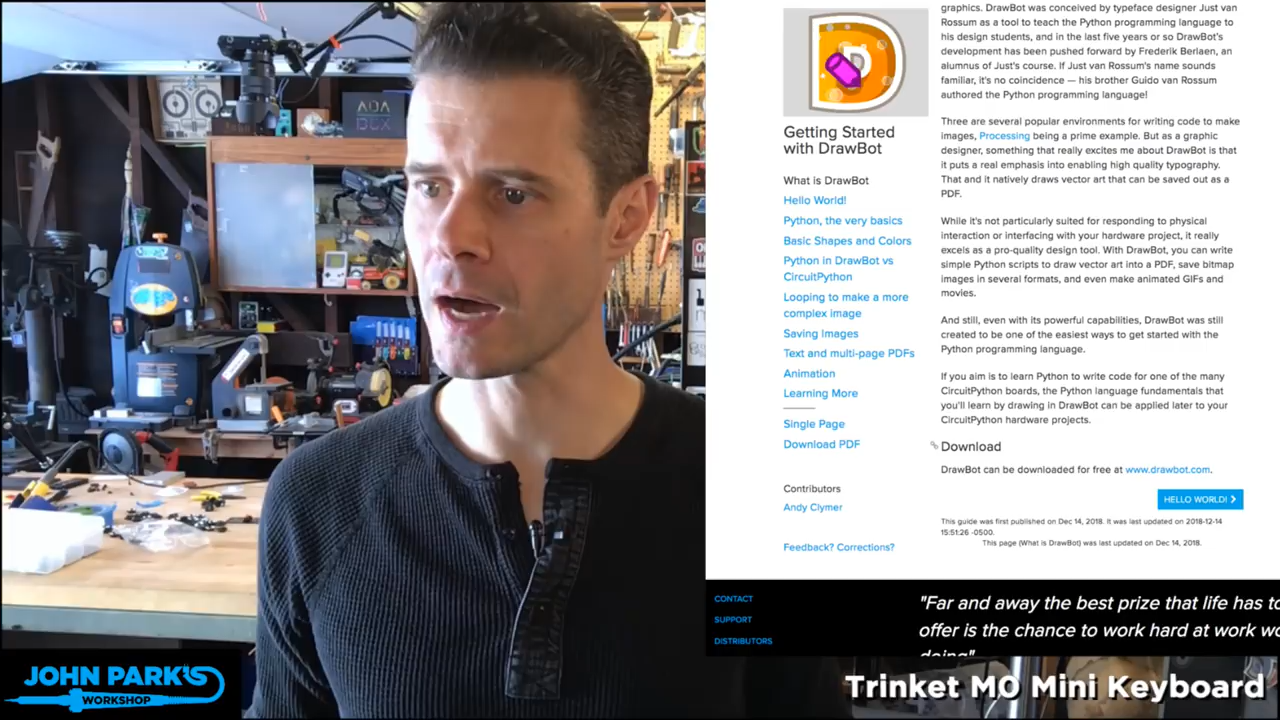 graphics. DrawBot was conceived by typeface designer Just van
Rossum as a tool to teach the Python programming language to
his design students, and in the last five years or so DrawBot's
development has been pushed forward by Frederik Berlaen, an
alumnus of Just's course. If Just van Rossum's name sounds
familiar, it's no coincidence — his brother Guido van Rossum
authored the Python programming language!
Three are several popular environments for writing code to make
images, Processing being a prime example. But as a graphic
designer, something that really excites me about DrawBot is that
it puts a real emphasis into enabling high quality typography.
That and it natively draws vector art that can be saved out as a
PDF.
While it's not particularly suited for responding to physical
interaction or interfacing with your hardware project, it really
excels as a pro-quality design tool. With DrawBot, you can write
simple Python scripts to draw vector art into a PDF, save bitmap
images in several formats, and even make animated GIFs and
movies.
And still, even with its powerful capabilities, DrawBot was still
created to be one of the easiest ways to get started with the
Python programming language.
If you aim is to learn Python to write code for one of the many
CircuitPython boards, the Python language fundamentals that
you'll learn by drawing in DrawBot can be applied later to your
CircuitPython hardware projects.
Download
DrawBot can be downloaded for free at www.drawbot.com.
HELLO WORLD!
This guide was first published on Dec 14, 2018. It was last updated on 2018-12-14
15:51:26 -0500.
This page (What is DrawBot) was last updated on Dec 14, 2018.
D
Getting Started
with DrawBot
What is DrawBot
Hello World!
Python, the very basics
Basic Shapes and Colors
Python in DrawBot vs
CircuitPython
Looping to make a more
complex image
Saving Images
Text and multi-page PDFs
Animation
Learning More
Single Page
Download PDF
Contributors
Andy Clymer
Feedback? Corrections?
CONTACT
SUPPORT
DISTRIBUTORS
"Far and away the best prize that life has to
offer is the chance to work hard at work
doing"
ADA
BOX
JOHN PARK'S
WORKSHOP
Trinket M0 Mini Keyboard